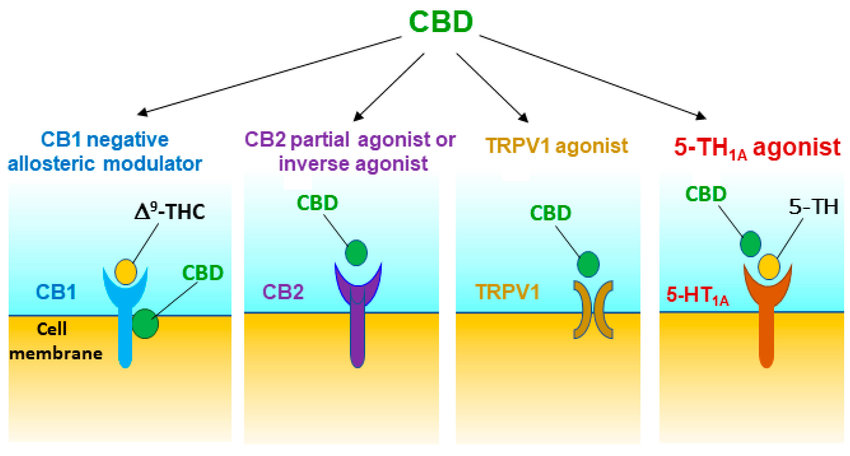 CBD
CB1 negative
allosteric modulator
CB2 partial agonist or
inverse agonist
TRPV1 agonist
5-TH1A agonist
Δ⁹-THC
CBD
CB1
Cell
membrane
CBD
CB2
CBD
TRPV1
CBD
5-TH
5-HT1A